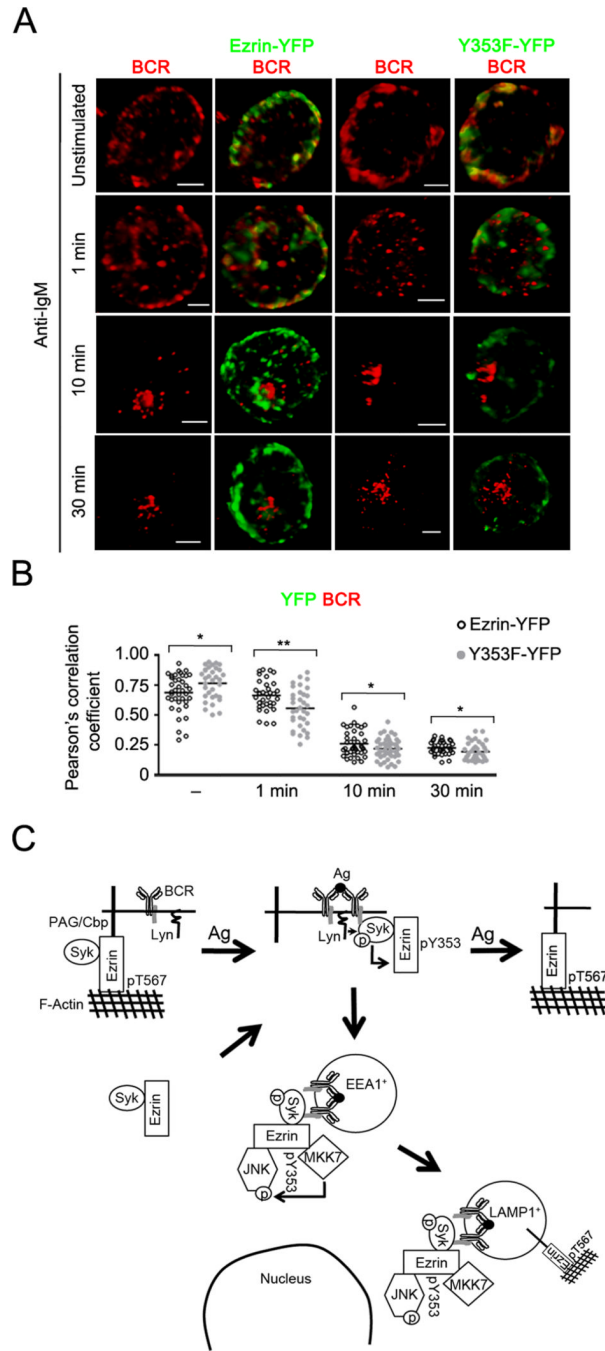 A
Ezrin-YFP
Y353F-YFP
BCR
BCR
BCR
BCR
Anti-IgM
Unstimulated
1 min
10 min
30 min
B
YFP BCR
Ezrin-YFP
Y353F-YFP
Pearson's correlation
coefficient
1.00
0.75
0.50
0.25
0
*
**
*
*
–
1 min
10 min
30 min
C
BCR
PAG/Cbp
Lyn
Syk
Ezrin
pT567
F-Actin
Ag
Ag
Lyn
p
Syk
Ezrin
pY353
Ag
Ezrin
pT567
Syk
Ezrin
EEA1+
p
Syk
Ezrin
JNK
pY353
MKK7
p
LAMP1+
p
Syk
Ezrin
JNK
pY353
MKK7
p
Ezrin
pT567
Nucleus